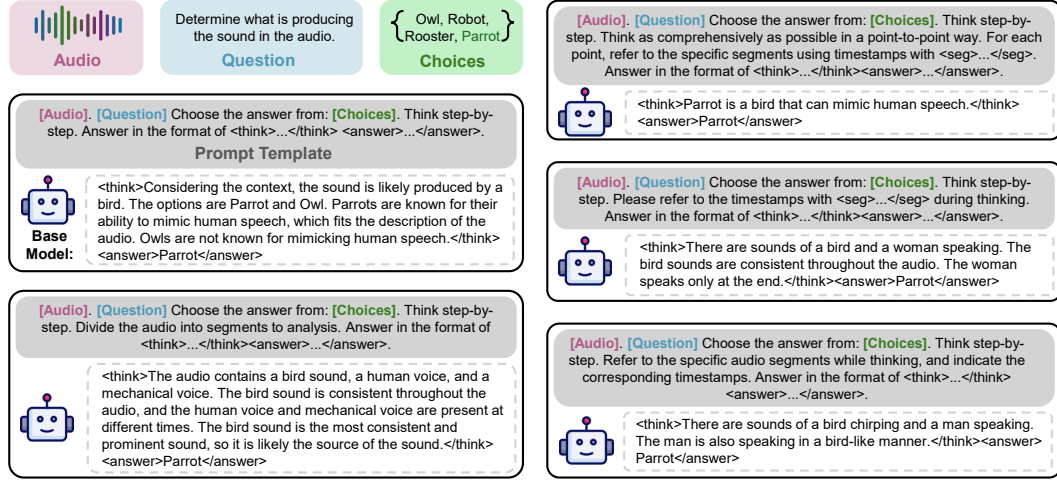 Audio
Determine what is producing
the sound in the audio.
Question
{ Owl, Robot,
Rooster, Parrot }
Choices
[Audio]. [Question] Choose the answer from: [Choices]. Think step-by-
step. Answer in the format of <think>...</think> <answer>...</answer>.
Prompt Template
Base
Model:
<think>Considering the context, the sound is likely produced by a
bird. The options are Parrot and Owl. Parrots are known for their
ability to mimic human speech, which fits the description of the
audio. Owls are not known for mimicking human speech.</think>
<answer>Parrot</answer>
[Audio]. [Question] Choose the answer from: [Choices]. Think step-by-
step. Divide the audio into segments to analysis. Answer in the format of
<think>...</think><answer>...</answer>.
<think>The audio contains a bird sound, a human voice, and a
mechanical voice. The bird sound is consistent throughout the
audio, and the human voice and mechanical voice are present at
different times. The bird sound is the most consistent and
prominent sound, so it is likely the source of the sound.</think>
<answer>Parrot</answer>
[Audio]. [Question] Choose the answer from: [Choices]. Think step-by-
step. Think as comprehensively as possible in a point-to-point way. For each
point, refer to the specific segments using timestamps with <seg>...</seg>.
Answer in the format of <think>...</think><answer>...</answer>.
<think>Parrot is a bird that can mimic human speech.</think>
<answer>Parrot</answer>
[Audio]. [Question] Choose the answer from: [Choices]. Think step-by-
step. Please refer to the timestamps with <seg>...</seg> during thinking.
Answer in the format of <think>...</think><answer>...</answer>.
<think>There are sounds of a bird and a woman speaking. The
bird sounds are consistent throughout the audio. The woman
speaks only at the end.</think><answer>Parrot</answer>
[Audio]. [Question] Choose the answer from: [Choices]. Think step-by-
step. Refer to the specific audio segments while thinking, and indicate the
corresponding timestamps. Answer in the format of <think>...</think>
<answer>...</answer>.
<think>There are sounds of a bird chirping and a man speaking.
The man is also speaking in a bird-like manner.</think><answer>
Parrot</answer>